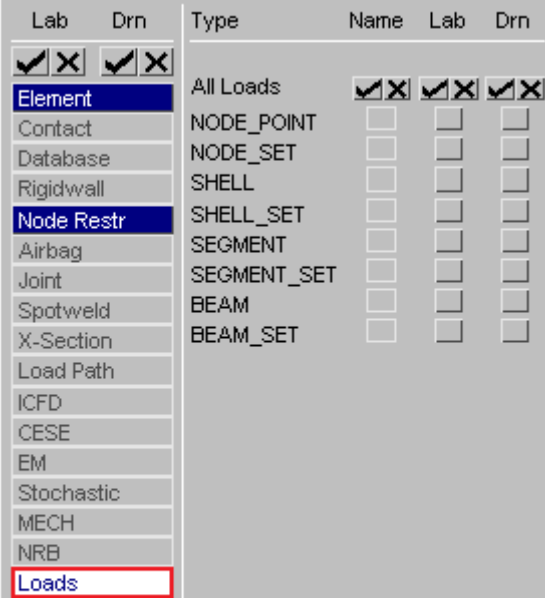 Lab Drn
Element
Contact
Database
Rigidwall
Node Restr
Airbag
Joint
Spotweld
X-Section
Load Path
ICFD
CESE
EM
Stochastic
MECH
NRB
Loads
Type Name Lab Drn
All Loads
NODE_POINT
NODE_SET
SHELL
SHELL_SET
SEGMENT
SEGMENT_SET
BEAM
BEAM_SET